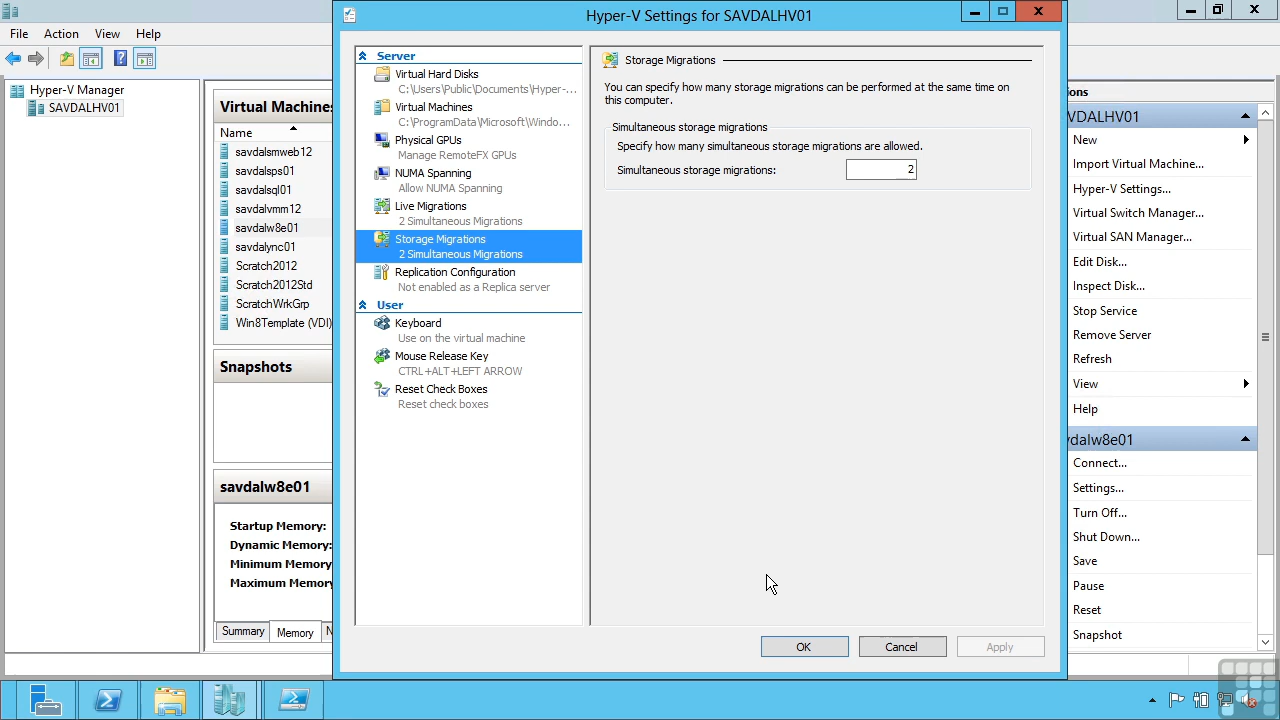 Hyper-V Settings for SAVDALHV01
File Action View Help
Hyper-V Manager
SAVDALHV01
Virtual Machines
Name
savdalsmweb12
savdalsps01
savdalsql01
savdalvmm12
savdalw8e01
savdalync01
Scratch2012
Scratch2012Std
ScratchWrkGrp
Win8Template (VDI)
Snapshots
savdalw8e01
Startup Memory:
Dynamic Memory:
Minimum Memory
Maximum Memory
Summary Memory N
Server
Virtual Hard Disks
C:\Users\Public\Documents\Hyper-...
Virtual Machines
C:\ProgramData\Microsoft\Windo...
Physical GPUs
Manage RemoteFX GPUs
NUMA Spanning
Allow NUMA Spanning
Live Migrations
2 Simultaneous Migrations
Storage Migrations
2 Simultaneous Migrations
Replication Configuration
Not enabled as a Replica server
User
Keyboard
Use on the virtual machine
Mouse Release Key
CTRL+ALT+LEFT ARROW
Reset Check Boxes
Reset check boxes
Storage Migrations
You can specify how many storage migrations can be performed at the same time on
this computer.
Simultaneous storage migrations
Specify how many simultaneous storage migrations are allowed.
Simultaneous storage migrations: 2
OK Cancel Apply
ons
VDALHV01
New
Import Virtual Machine...
Hyper-V Settings...
Virtual Switch Manager...
Virtual SAN Manager...
Edit Disk...
Inspect Disk...
Stop Service
Remove Server
Refresh
View
Help
vdalw8e01
Connect...
Settings...
Turn Off...
Shut Down...
Save
Pause
Reset
Snapshot